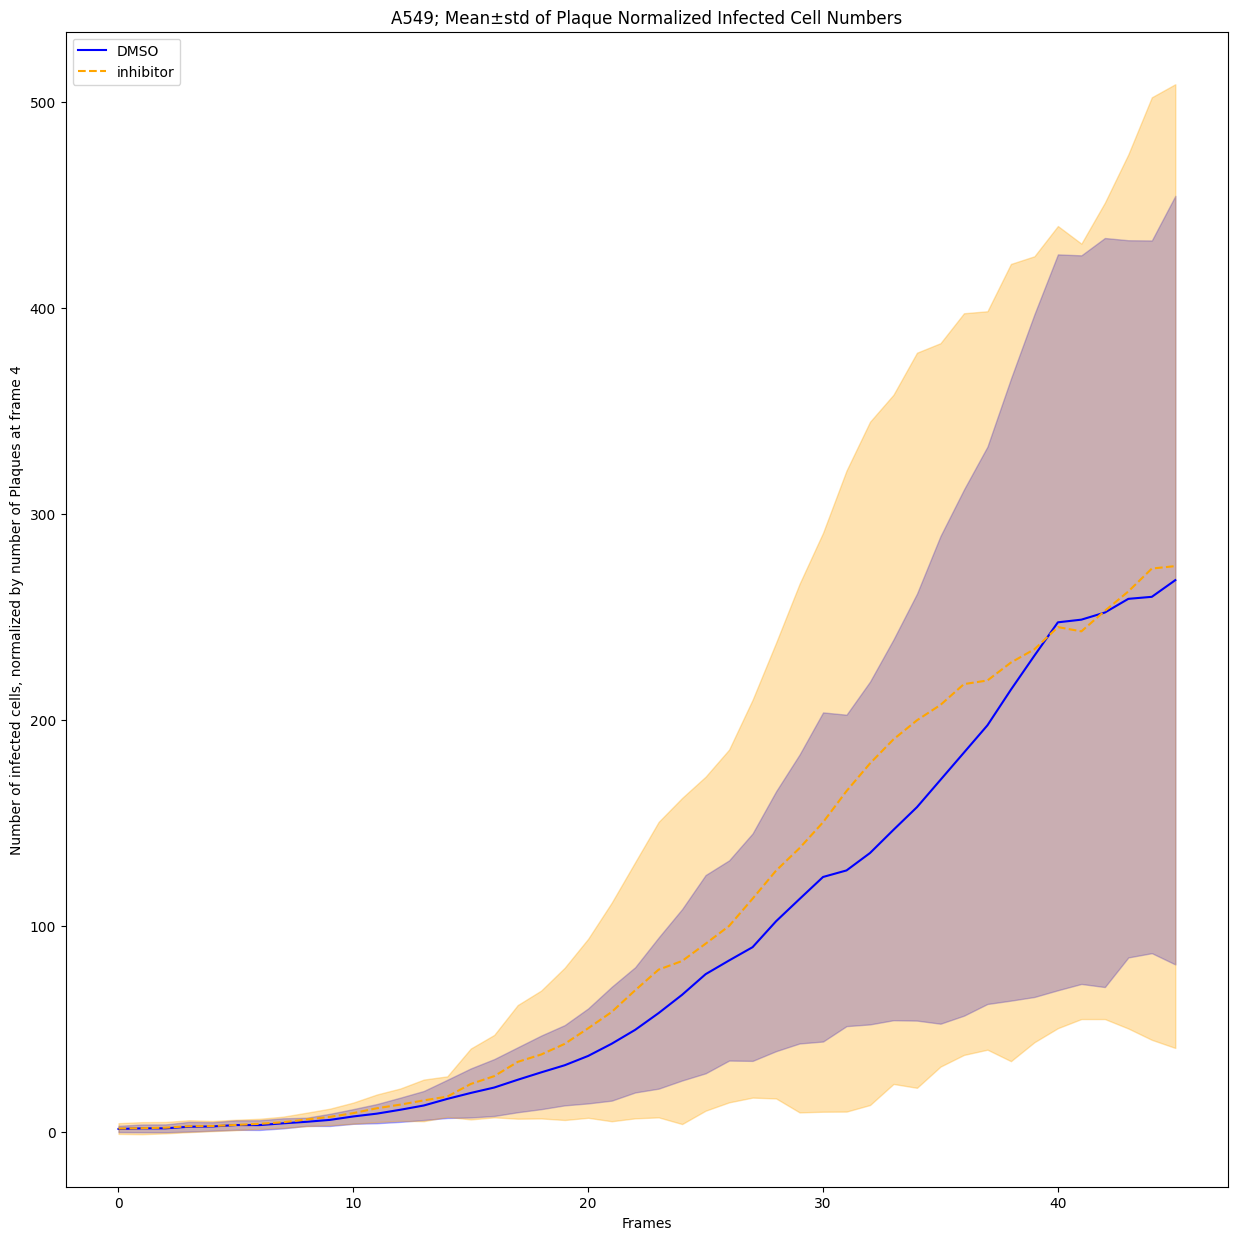 A549; Mean±std of Plaque Normalized Infected Cell Numbers
DMSO
inhibitor
Number of infected cells, normalized by number of Plaques at frame 4
500
400
300
200
100
0
0
10
20
30
40
Frames